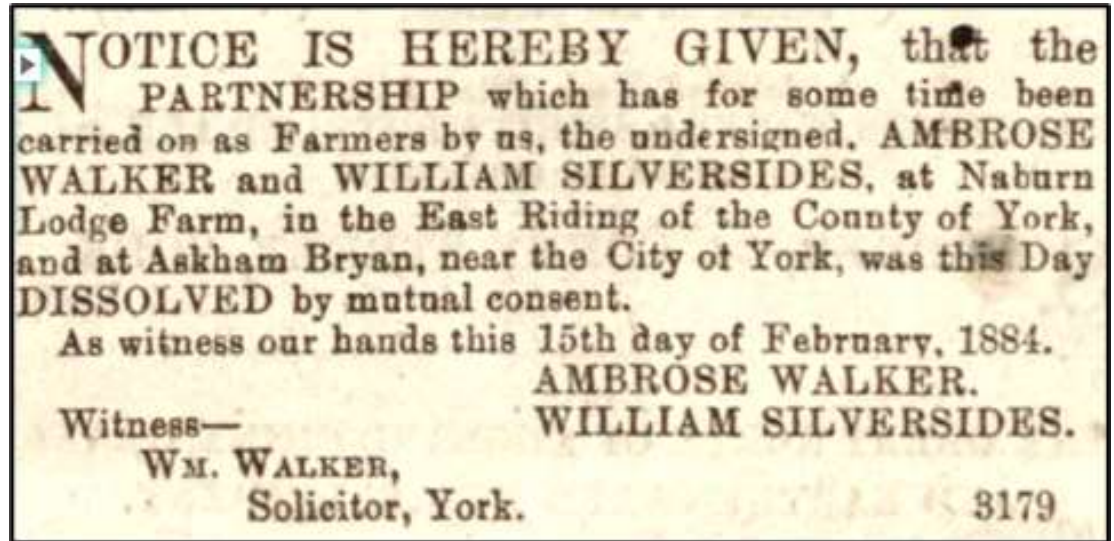 NOTICE IS HEREBY GIVEN, that the
PARTNERSHIP which has for some time been
carried on as Farmers by us, the undersigned, AMBROSE
WALKER and WILLIAM SILVERSIDES, at Naburn
Lodge Farm, in the East Riding of the County of York,
and at Askham Bryan, near the City of York, was this Day
DISSOLVED by mutual consent.
As witness our hands this 15th day of February, 1884.
AMBROSE WALKER.
Witness— WILLIAM SILVERSIDES.
WM. WALKER,
Solicitor, York. 3179